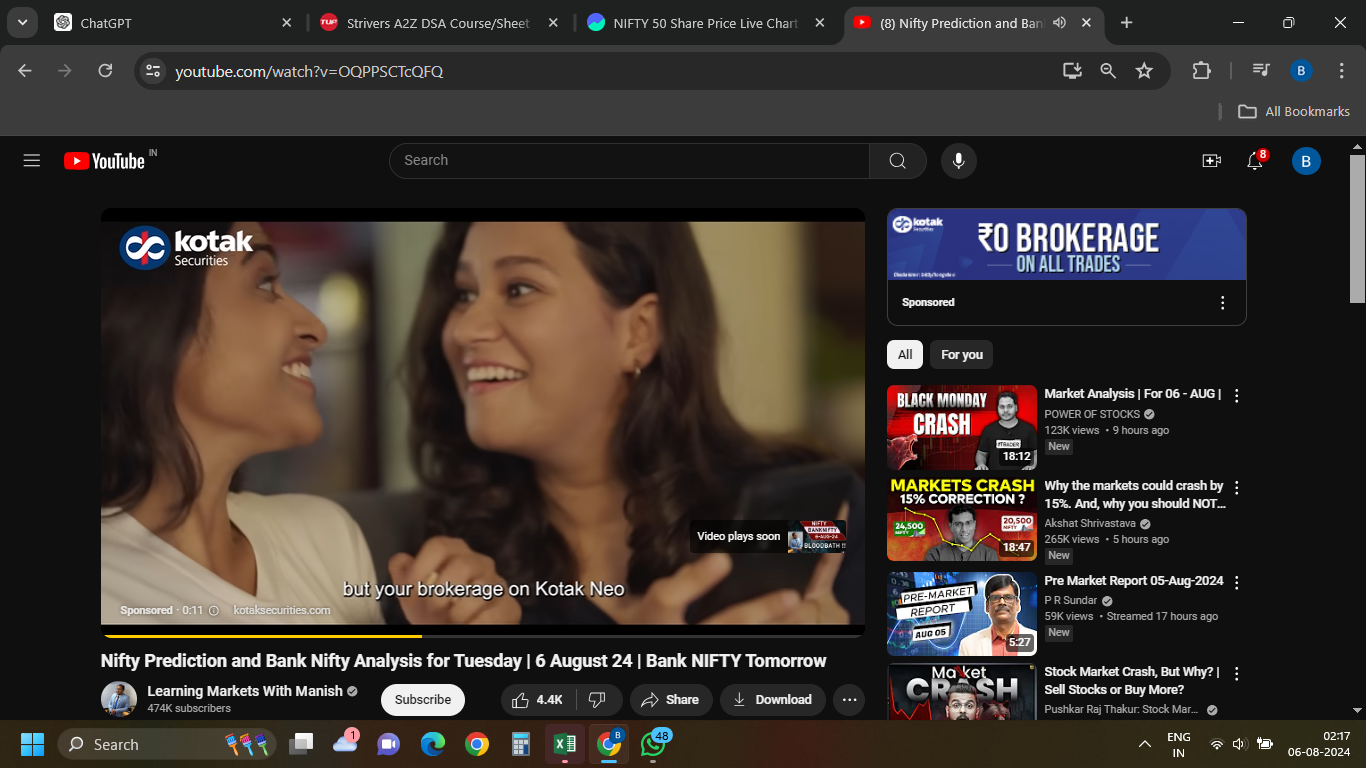 ChatGPT
Strivers A2Z DSA Course/Sheet
NIFTY 50 Share Price Live Chart
(8) Nifty Prediction and Ban
youtube.com/watch?v=OQPPSCTcQFQ
B
All Bookmarks
YouTube IN
Search
8
B
kotak
Securities
Video plays soon
NIFTY
BANKNIFTY
6-AUG-24
BLOODBATH !!!
but your brokerage on Kotak Neo
Sponsored · 0:11
kotaksecurities.com
Nifty Prediction and Bank Nifty Analysis for Tuesday | 6 August 24 | Bank NIFTY Tomorrow
Learning Markets With Manish
474K subscribers
Subscribe
4.4K
Share
Download
kotak
Securities
₹0 BROKERAGE
ON ALL TRADES
Sponsored
All
For you
BLACK MONDAY
CRASH
#TRADER
18:12
Market Analysis | For 06 - AUG |
POWER OF STOCKS
123K views • 9 hours ago
New
MARKETS CRASH
15% CORRECTION ?
24,500
NIFTY
20,500
NIFTY
18:47
Why the markets could crash by
15%. And, why you should NOT...
Akshat Shrivastava
265K views • 5 hours ago
New
PRE-MARKET
REPORT
AUG 05
5:27
Pre Market Report 05-Aug-2024
P R Sundar
59K views • Streamed 17 hours ago
New
Market
CRASH
Stock Market Crash, But Why? |
Sell Stocks or Buy More?
Pushkar Raj Thakur: Stock Mar...
Search
1
B
48
ENG
IN
02:17
06-08-2024